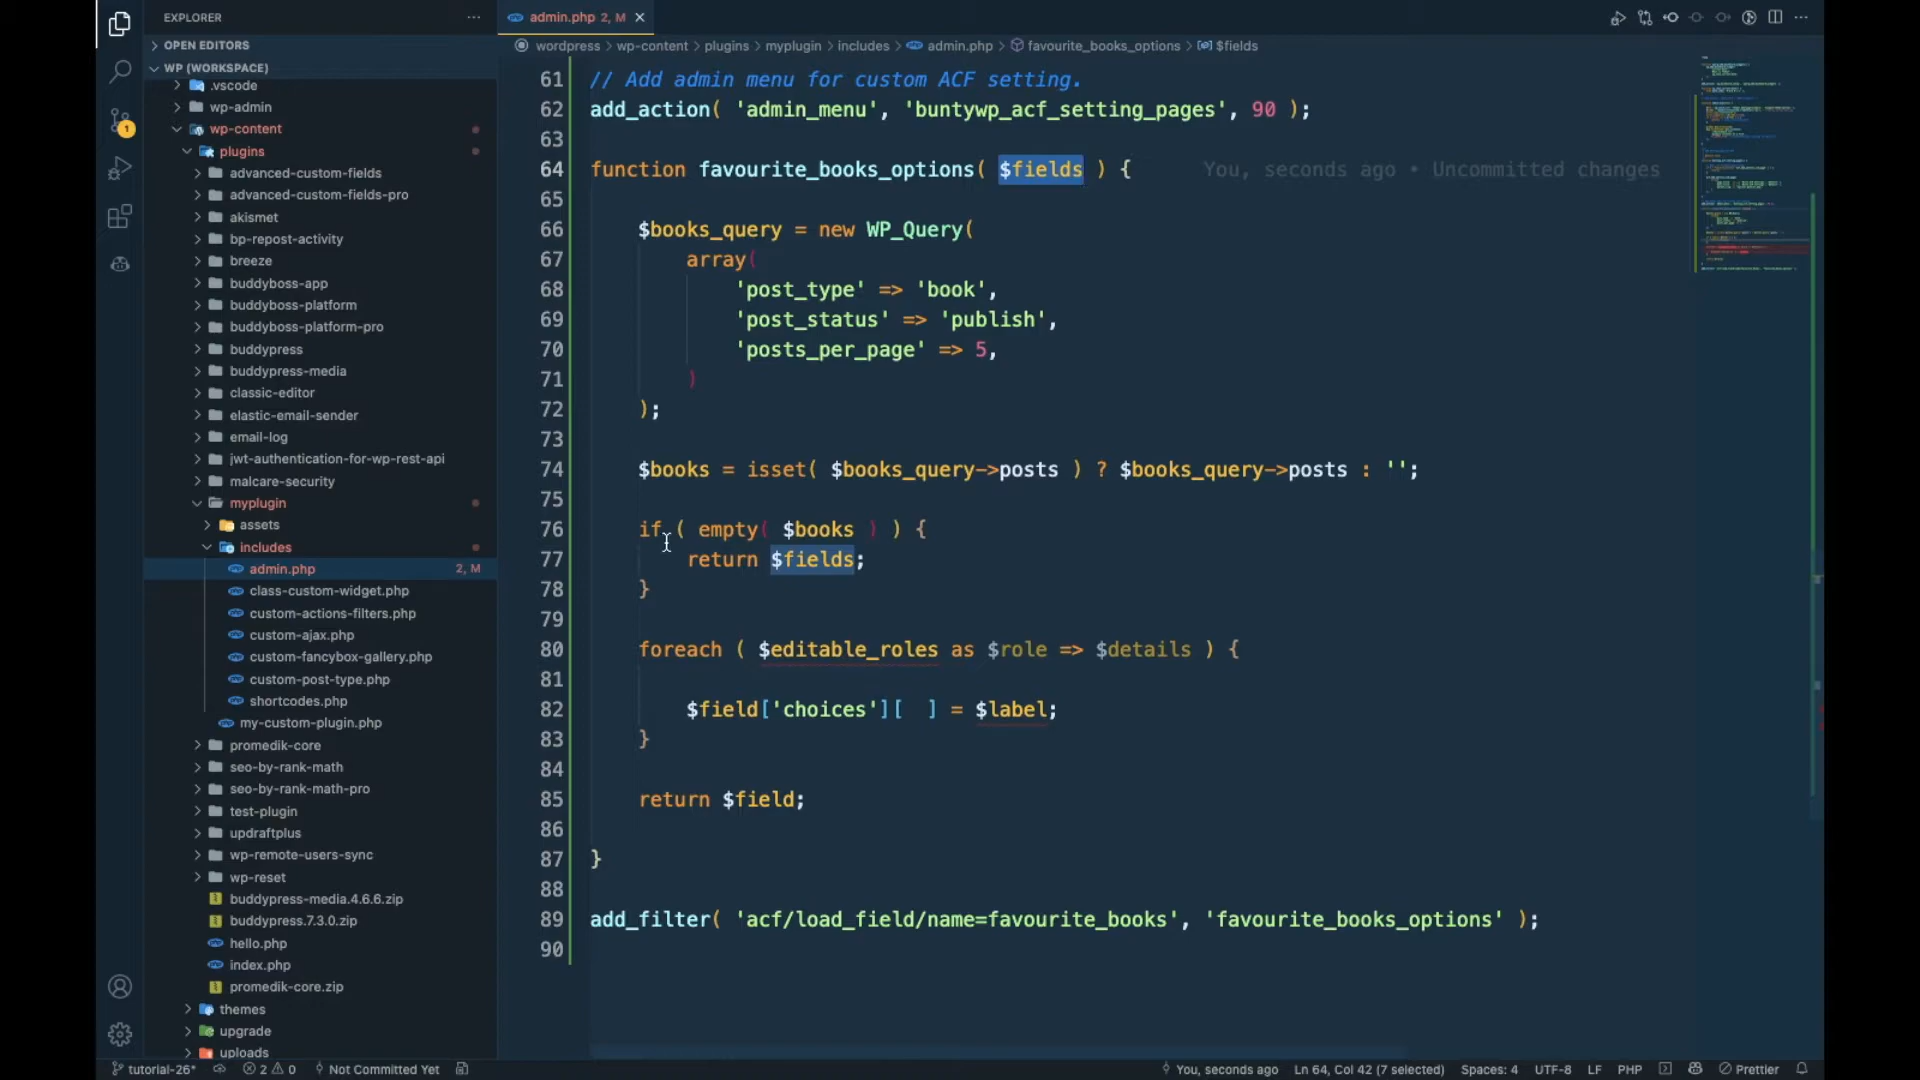 EXPLORER
OPEN EDITORS
WP (WORKSPACE)
.vscode
wp-admin
wp-content
plugins
advanced-custom-fields
advanced-custom-fields-pro
akismet
bp-repost-activity
breeze
buddyboss-app
buddyboss-platform
buddyboss-platform-pro
buddypress
buddypress-media
classic-editor
elastic-email-sender
email-log
jwt-authentication-for-wp-rest-api
malcare-security
myplugin
assets
includes
admin.php 2, M
class-custom-widget.php
custom-actions-filters.php
custom-ajax.php
custom-fancybox-gallery.php
custom-post-type.php
shortcodes.php
my-custom-plugin.php
promedik-core
seo-by-rank-math
seo-by-rank-math-pro
test-plugin
updraftplus
wp-remote-users-sync
wp-reset
buddypress-media.4.6.6.zip
buddypress.7.3.0.zip
hello.php
index.php
promedik-core.zip
themes
upgrade
uploads
1
admin.php 2, M
wordpress > wp-content > plugins > myplugin > includes > admin.php > favourite_books_options > $fields
61 // Add admin menu for custom ACF setting.
62 add_action( 'admin_menu', 'buntywp_acf_setting_pages', 90 );
63
64 function favourite_books_options( $fields ) { You, seconds ago • Uncommitted changes
65
66 $books_query = new WP_Query(
67 array(
68 'post_type' => 'book',
69 'post_status' => 'publish',
70 'posts_per_page' => 5,
71 )
72 );
73
74 $books = isset( $books_query->posts ) ? $books_query->posts : '';
75
76 if ( empty( $books ) ) {
77 return $fields;
78 }
79
80 foreach ( $editable_roles as $role => $details ) {
81
82 $field['choices'][  ] = $label;
83 }
84
85 return $field;
86
87 }
88
89 add_filter( 'acf/load_field/name=favourite_books', 'favourite_books_options' );
90
tutorial-26* 2 0 Not Committed Yet You, seconds ago Ln 64, Col 42 (7 selected) Spaces: 4 UTF-8 LF PHP Prettier